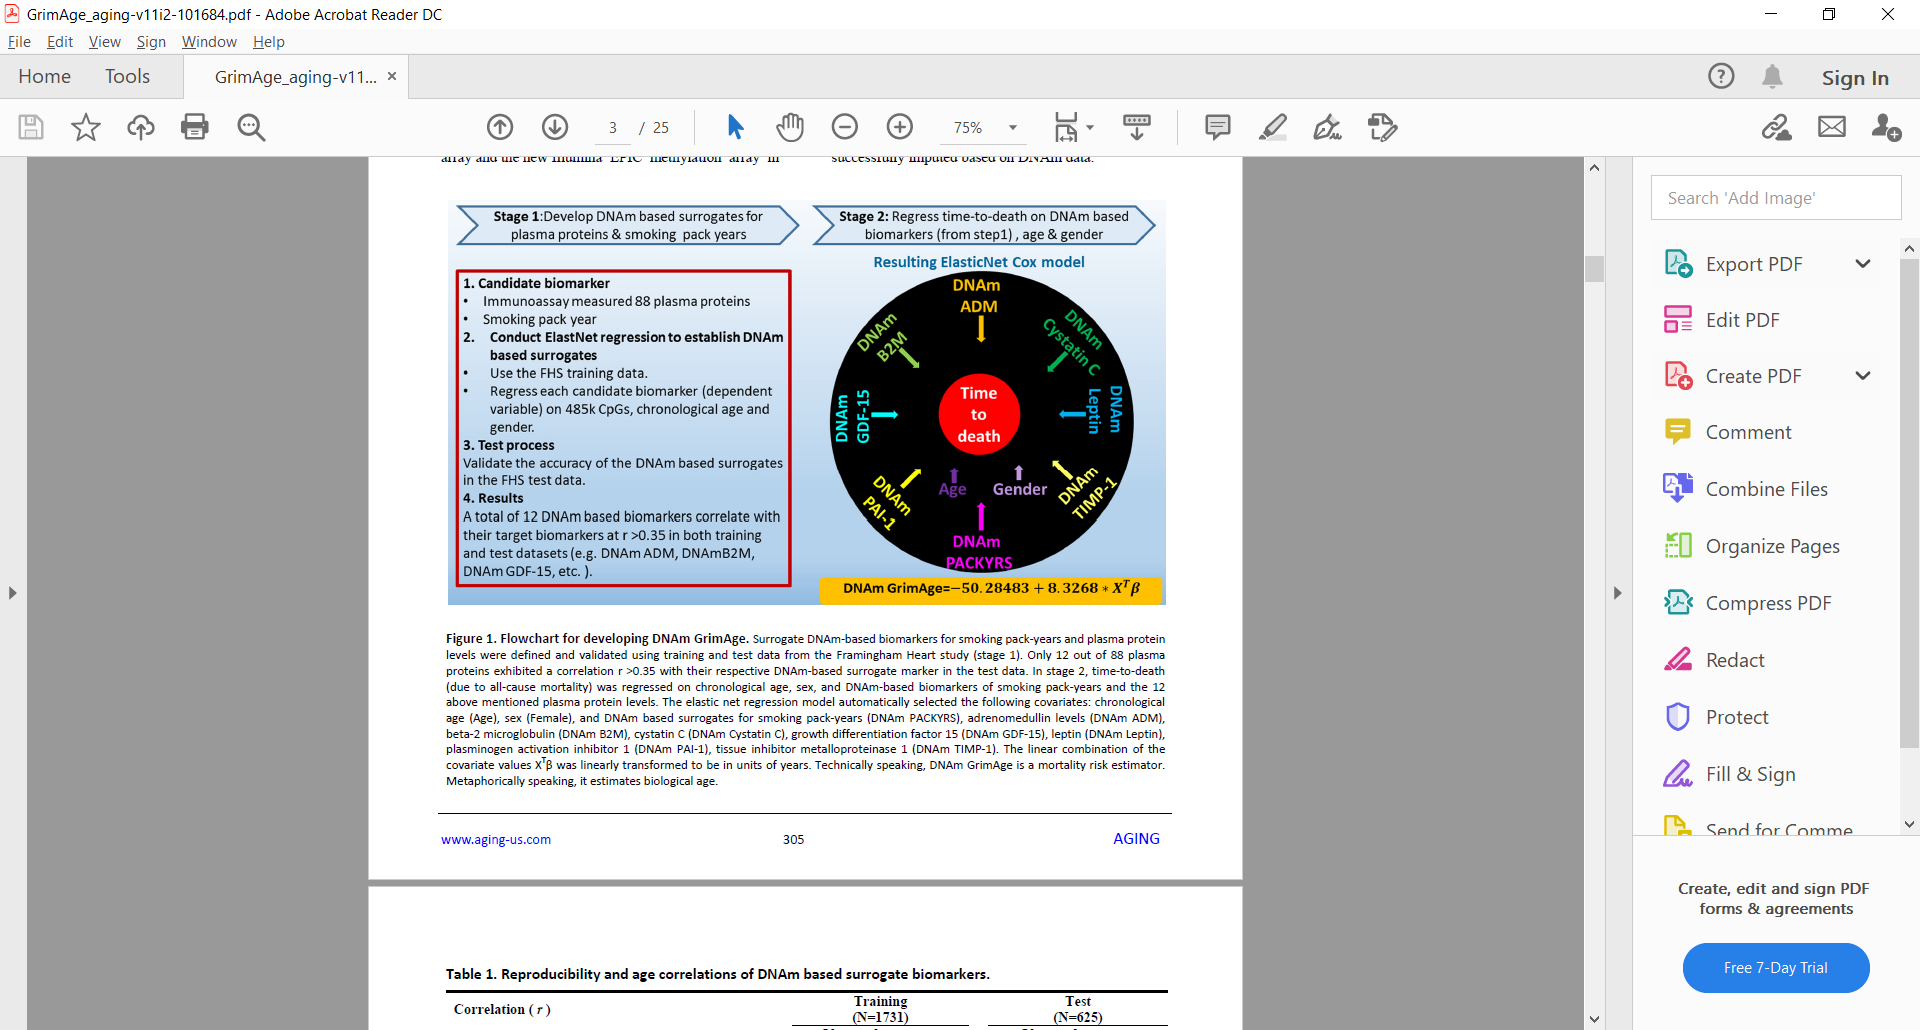 GrimAge_aging-v11i2-101684.pdf - Adobe Acrobat Reader DC
File Edit View Sign Window Help
Home Tools GrimAge_aging-v11... ×
? Sign In
3 / 25 75%
array and the new Illumina EPIC methylation array in
successfully imputed based on DNAm data.
Stage 1:Develop DNAm based surrogates for
plasma proteins & smoking pack years
Stage 2: Regress time-to-death on DNAm based
biomarkers (from step1) , age & gender
1. Candidate biomarker
• Immunoassay measured 88 plasma proteins
• Smoking pack year
2. Conduct ElastNet regression to establish DNAm
based surrogates
• Use the FHS training data.
• Regress each candidate biomarker (dependent
variable) on 485k CpGs, chronological age and
gender.
3. Test process
Validate the accuracy of the DNAm based surrogates
in the FHS test data.
4. Results
A total of 12 DNAm based biomarkers correlate with
their target biomarkers at r >0.35 in both training
and test datasets (e.g. DNAm ADM, DNAmB2M,
DNAm GDF-15, etc. ).
Resulting ElasticNet Cox model
DNAm
ADM
DNAm
Cystatin C
DNAm
Leptin
DNAm
TIMP-1
DNAm
PACKYRS
DNAm
PAI-1
DNAm
GDF-15
DNAm
B2M
Time
to
death
Age
Gender
DNAm GrimAge=−50.28483 + 8.3268 * Xᵀβ
Figure 1. Flowchart for developing DNAm GrimAge. Surrogate DNAm-based biomarkers for smoking pack-years and plasma protein
levels were defined and validated using training and test data from the Framingham Heart study (stage 1). Only 12 out of 88 plasma
proteins exhibited a correlation r >0.35 with their respective DNAm-based surrogate marker in the test data. In stage 2, time-to-death
(due to all-cause mortality) was regressed on chronological age, sex, and DNAm-based biomarkers of smoking pack-years and the 12
above mentioned plasma protein levels. The elastic net regression model automatically selected the following covariates: chronological
age (Age), sex (Female), and DNAm based surrogates for smoking pack-years (DNAm PACKYRS), adrenomedullin levels (DNAm ADM),
beta-2 microglobulin (DNAm B2M), cystatin C (DNAm Cystatin C), growth differentiation factor 15 (DNAm GDF-15), leptin (DNAm Leptin),
plasminogen activation inhibitor 1 (DNAm PAI-1), tissue inhibitor metalloproteinase 1 (DNAm TIMP-1). The linear combination of the
covariate values Xᵀβ was linearly transformed to be in units of years. Technically speaking, DNAm GrimAge is a mortality risk estimator.
Metaphorically speaking, it estimates biological age.
www.aging-us.com 305 AGING
Table 1. Reproducibility and age correlations of DNAm based surrogate biomarkers.
Correlation ( r )
Training
(N=1731)
Test
(N=625)
Search 'Add Image'
Export PDF
Edit PDF
Create PDF
Comment
Combine Files
Organize Pages
Compress PDF
Redact
Protect
Fill & Sign
Send for Comme
Create, edit and sign PDF
forms & agreements
Free 7-Day Trial